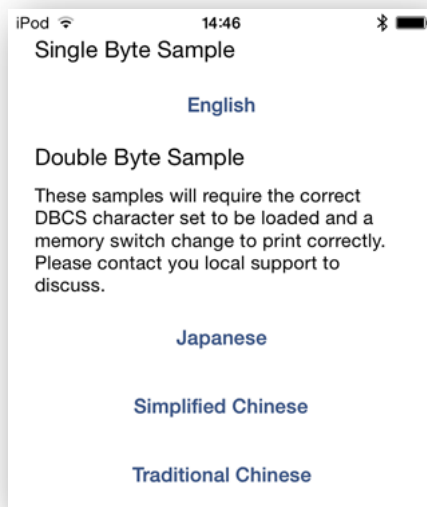 iPod 14:46
Single Byte Sample
English
Double Byte Sample
These samples will require the correct
DBCS character set to be loaded and a
memory switch change to print correctly.
Please contact you local support to
discuss.
Japanese
Simplified Chinese
Traditional Chinese